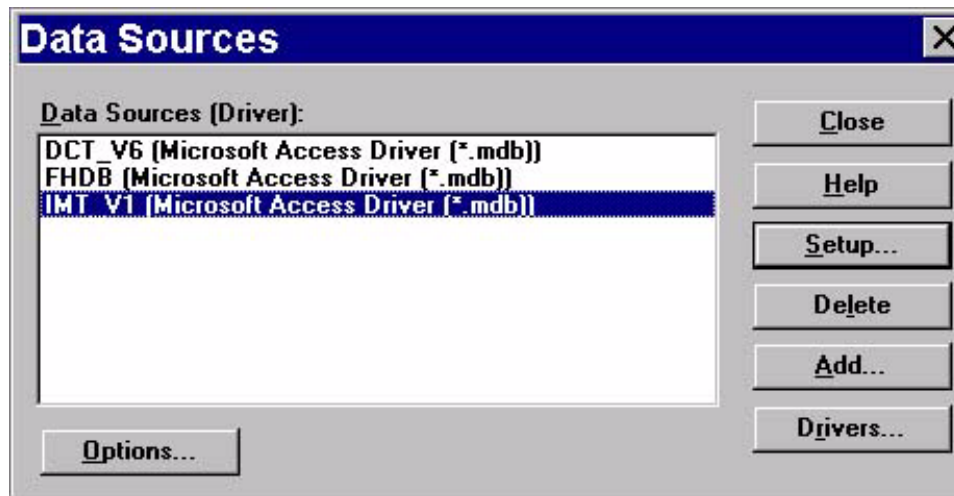 Data Sources
Data Sources (Driver):
DCT_V6 (Microsoft Access Driver (*.mdb))
FHDB (Microsoft Access Driver (*.mdb))
IMT_V1 (Microsoft Access Driver (*.mdb))
Close
Help
Setup...
Delete
Add...
Drivers...
Options...